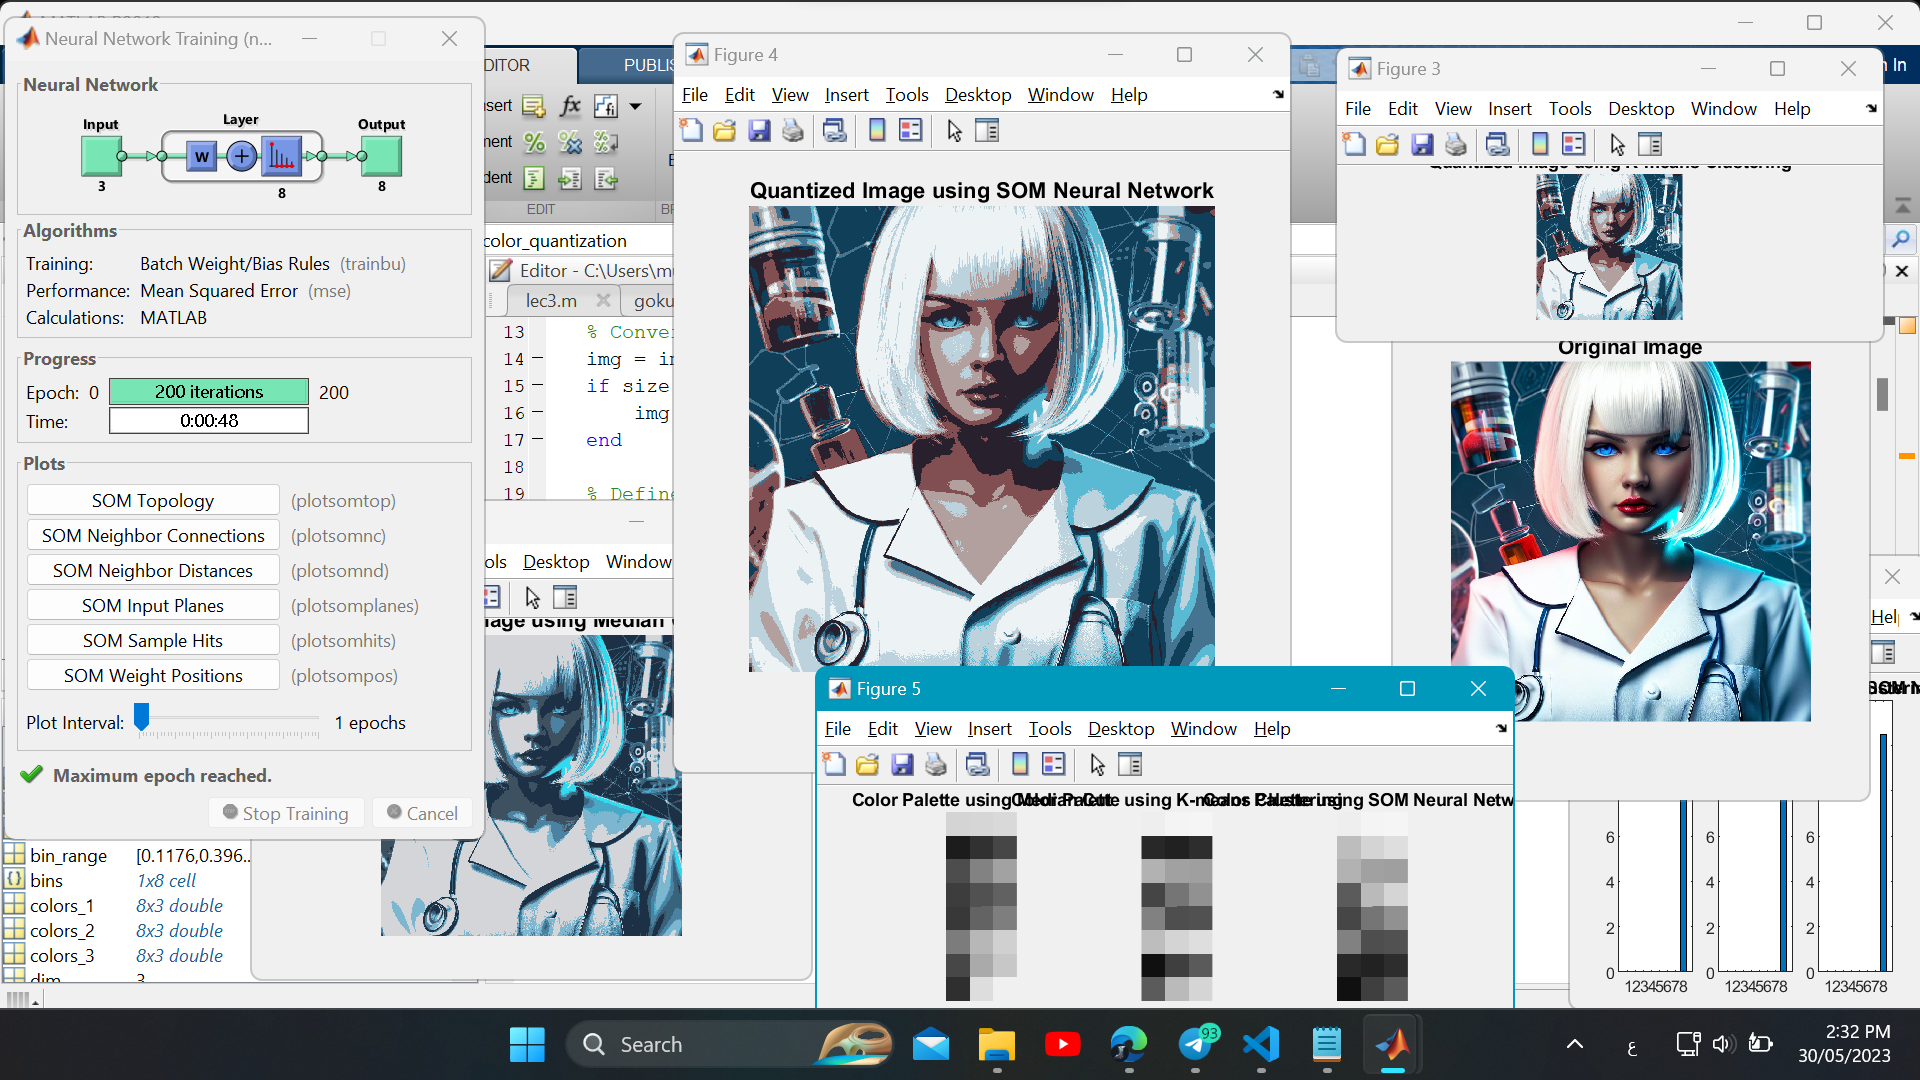 Neural Network Training (n...
Neural Network
Input
Layer
Output
W
3
8
8
Algorithms
Training: Batch Weight/Bias Rules (trainbu)
Performance: Mean Squared Error (mse)
Calculations: MATLAB
Progress
Epoch: 0 200 iterations 200
Time: 0:00:48
Plots
SOM Topology (plotsomtop)
SOM Neighbor Connections (plotsomnc)
SOM Neighbor Distances (plotsomnd)
SOM Input Planes (plotsomplanes)
SOM Sample Hits (plotsomhits)
SOM Weight Positions (plotsompos)
Plot Interval: 1 epochs
Maximum epoch reached.
Stop Training Cancel
bin_range [0.1176,0.396...
bins 1x8 cell
colors_1 8x3 double
colors_2 8x3 double
colors_3 8x3 double
dim 3
DITOR PUBLIS
nsert fx
ment
dent
EDIT
color_quantization
Editor - C:\Users\mu
lec3.m goku
13 % Conver
14 img = im
15 if size
16 img
17 end
18
19 % Define
ols Desktop Window
mage using Median
Figure 4
File Edit View Insert Tools Desktop Window Help
Quantized Image using SOM Neural Network
Figure 3
File Edit View Insert Tools Desktop Window Help
Quantized Image using K-means Clustering
Original Image
n In
Help
SOM N
6 6 6
4 4 4
2 2 2
0 0 0
12345678 12345678 12345678
Figure 5
File Edit View Insert Tools Desktop Window Help
Color Palette using Median Cut
Color Palette using K-means Clustering
Color Palette using SOM Neural Netw
Search
93
ع
2:32 PM
30/05/2023